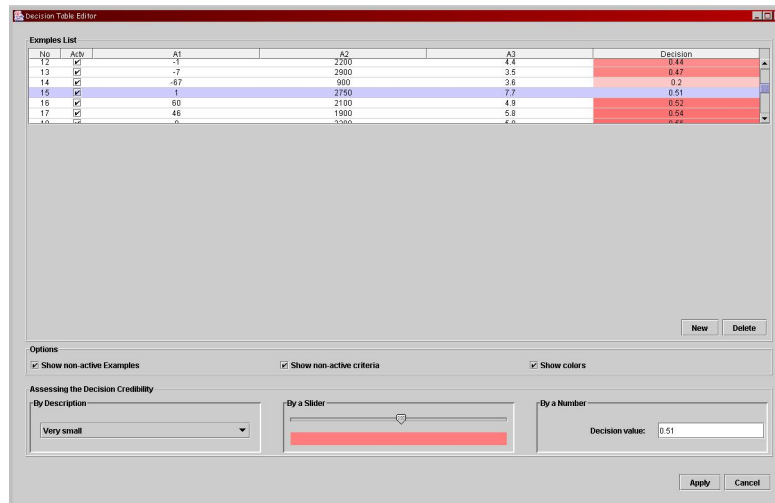 Decision Table Editor
Exmples List
No Actv A1 A2 A3 Decision
12 -1 2200 4.4 0.44
13 -7 2900 3.5 0.47
14 -67 900 3.6 0.2
15 1 2750 7.7 0.51
16 60 2100 4.9 0.52
17 46 1900 5.8 0.54
New Delete
Options
Show non-active Examples Show non-active criteria Show colors
Assessing the Decision Credibility
By Description By a Slider By a Number
Very small Decision value: 0.51
Apply Cancel